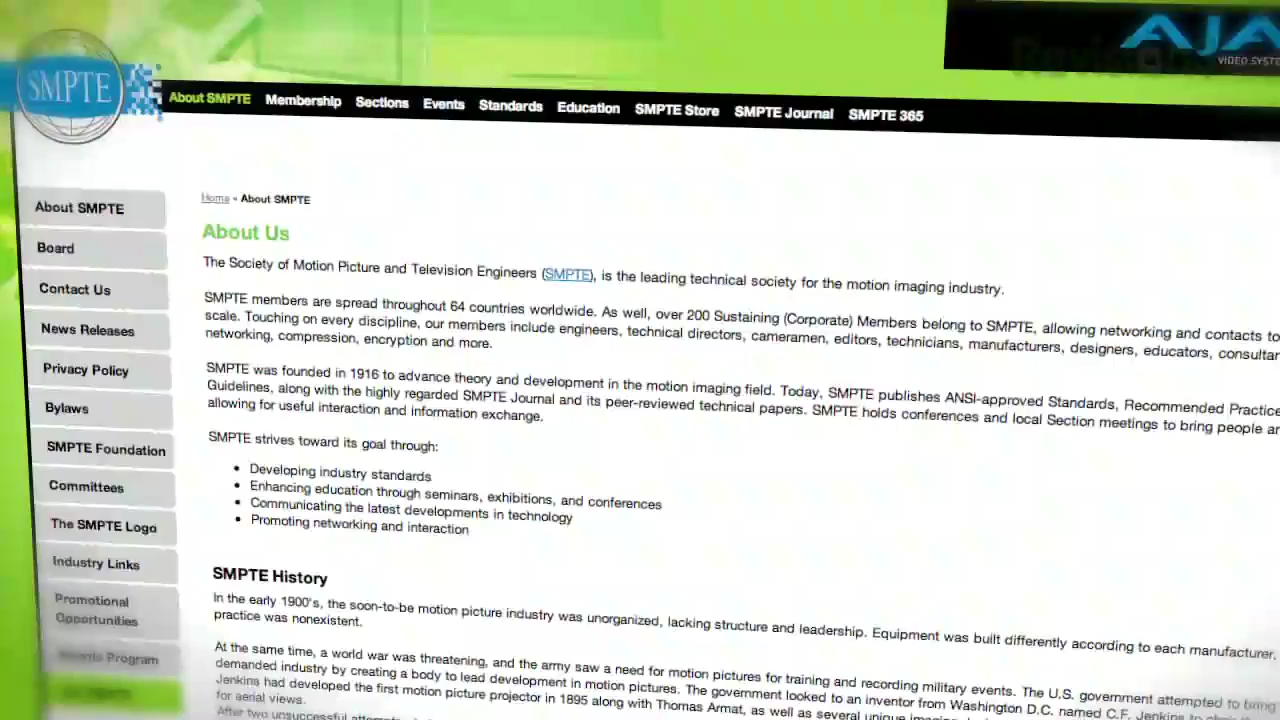 AJA
VIDEO SYST
SMPTE
About SMPTE Membership Sections Events Standards Education SMPTE Store SMPTE Journal SMPTE 365
Home » About SMPTE
About SMPTE
Board
Contact Us
News Releases
Privacy Policy
Bylaws
SMPTE Foundation
Committees
The SMPTE Logo
Industry Links
Promotional
Opportunities
Program
About Us
The Society of Motion Picture and Television Engineers (SMPTE), is the leading technical society for the motion imaging industry.
SMPTE members are spread throughout 64 countries worldwide. As well, over 200 Sustaining (Corporate) Members belong to SMPTE, allowing networking and contacts to
scale. Touching on every discipline, our members include engineers, technical directors, cameramen, editors, technicians, manufacturers, designers, educators, consultan
networking, compression, encryption and more.
SMPTE was founded in 1916 to advance theory and development in the motion imaging field. Today, SMPTE publishes ANSI-approved Standards, Recommended Practice
Guidelines, along with the highly regarded SMPTE Journal and its peer-reviewed technical papers. SMPTE holds conferences and local Section meetings to bring people an
allowing for useful interaction and information exchange.
SMPTE strives toward its goal through:
• Developing industry standards
• Enhancing education through seminars, exhibitions, and conferences
• Communicating the latest developments in technology
• Promoting networking and interaction
SMPTE History
In the early 1900's, the soon-to-be motion picture industry was unorganized, lacking structure and leadership. Equipment was built differently according to each manufacturer.
practice was nonexistent.
At the same time, a world war was threatening, and the army saw a need for motion pictures for training and recording military events. The U.S. government attempted to bring
demanded industry by creating a body to lead development in motion pictures. The government looked to an inventor from Washington D.C. named C.F. Jenkins to
Jenkins had developed the first motion picture projector in 1895 along with Thomas Armat, as well as several unique
for aerial views.
After two unsuccessful